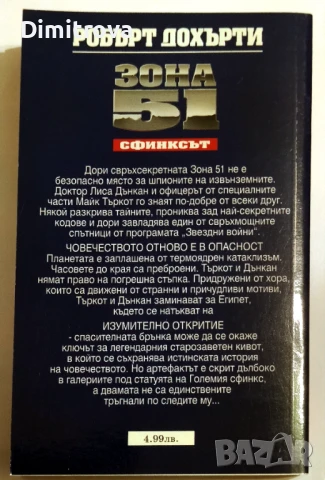 Dimitrova
РОБЪРТ ДОХЪРТИ
ЗОНА
51
СФИНКСЪТ
Дори свръхсекретната Зона 51 не е
безопасно място за шпионите на извънземните.
Доктор Лиса Дънкан и офицерът от специалните
части Майк Търкот го знаят по-добре от всеки друг.
Някой разкрива тайните, прониква зад най-секретните
кодове и дори завладява един от свръхмощните
спътници от програмата „Звездни войни".
ЧОВЕЧЕСТВОТО ОТНОВО Е В ОПАСНОСТ
Планетата е заплашена от термоядрен катаклизъм.
Часовете до края са преброени. Търкот и Дънкан
нямат право на погрешна стъпка. Придружени от хора,
които са движени от странни и причудливи мотиви,
Търкот и Дънкан заминават за Египет,
където се натъкват на
ИЗУМИТЕЛНО ОТКРИТИЕ
- спасителната брънка може да се окаже
ключът за легендарния старозаветен кивот,
в който се съхранява истинската история
на човечеството. Но артефактът е скрит дълбоко
в галериите под статуята на Големия сфинкс,
а двамата не са единствените
тръгнали по следите му...
4.99лв.
BAZAR